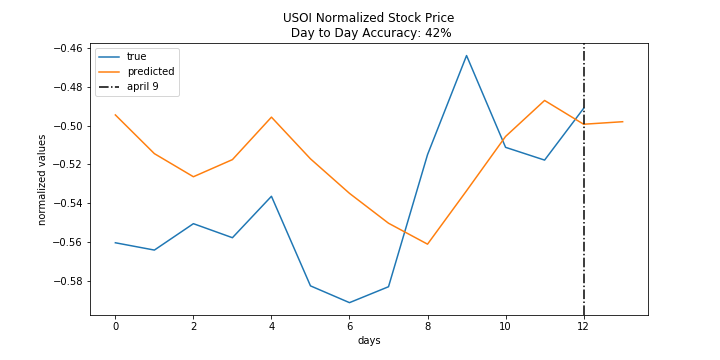 USOI Normalized Stock Price
Day to Day Accuracy: 42%
true
predicted
april 9
normalized values
−0.46
−0.48
−0.50
−0.52
−0.54
−0.56
−0.58
0 2 4 6 8 10 12
days